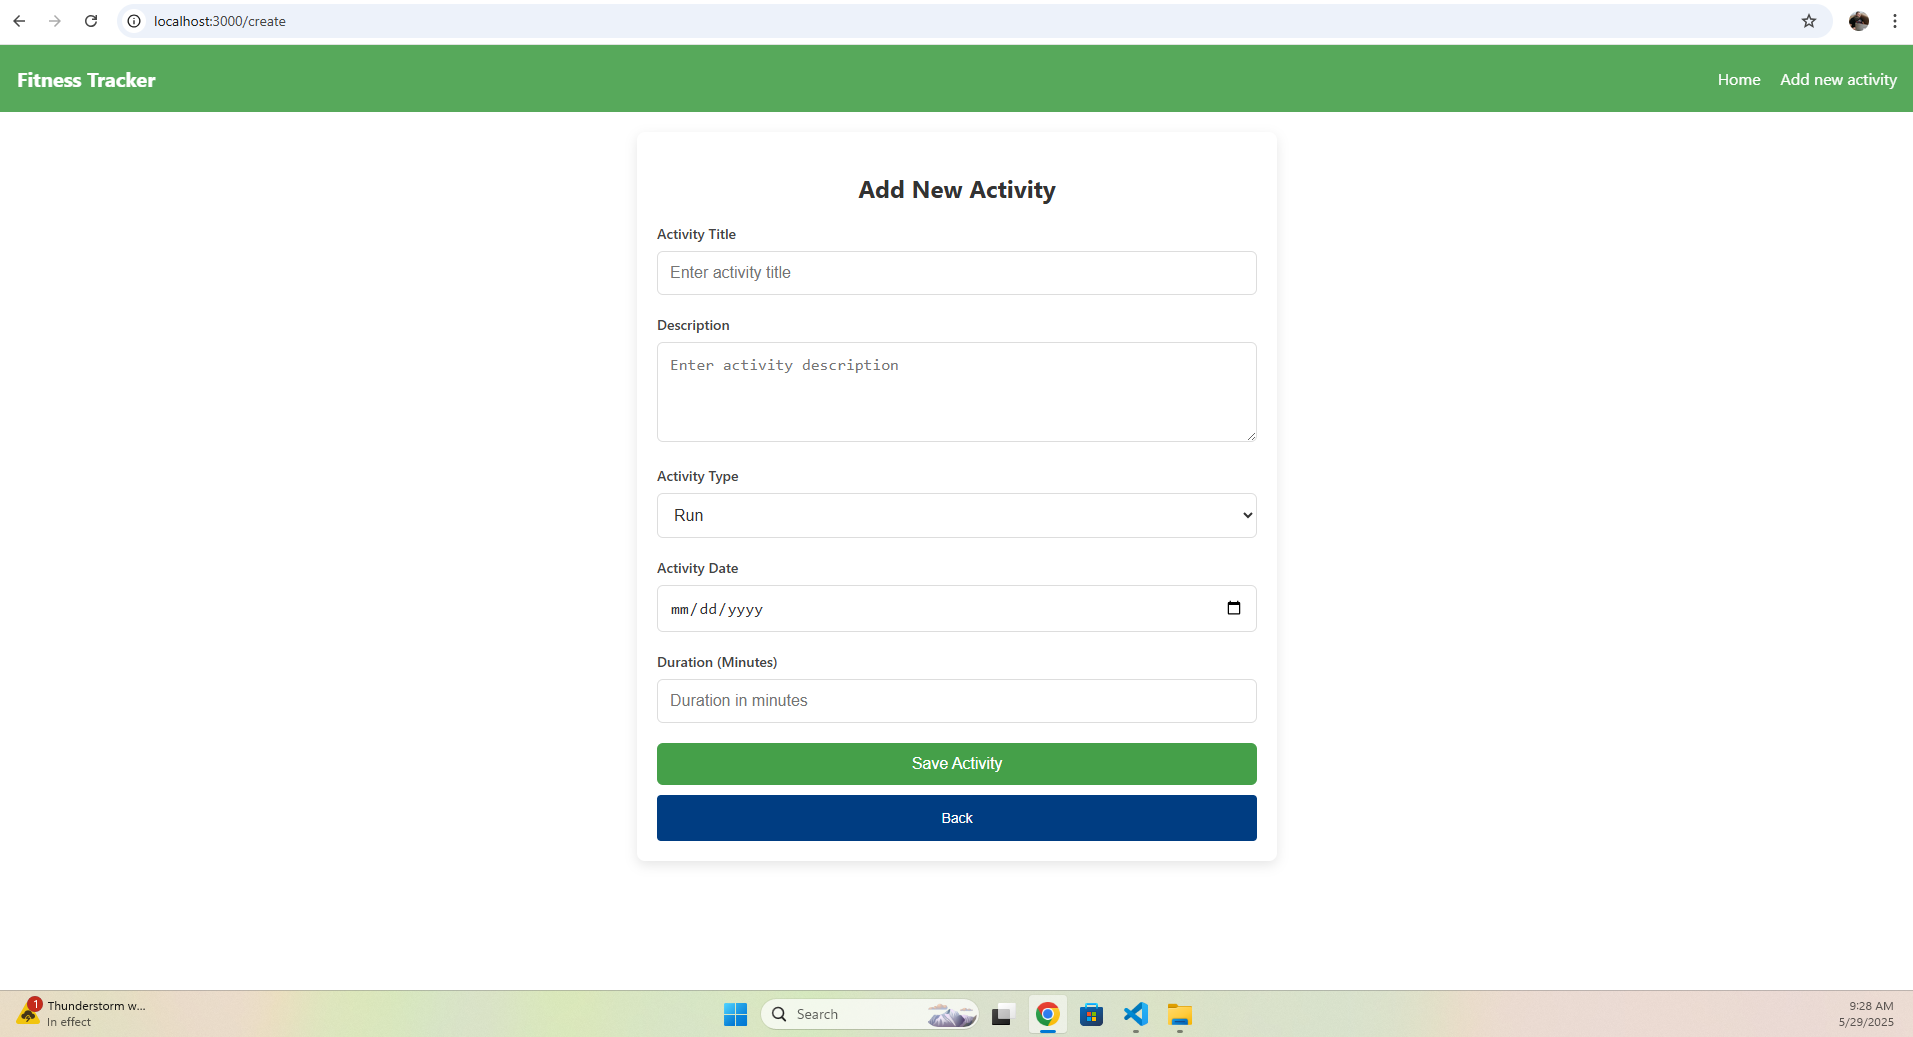 localhost:3000/create
Fitness Tracker
Home Add new activity
Add New Activity
Activity Title
Enter activity title
Description
Enter activity description
Activity Type
Run
Activity Date
mm/dd/yyyy
Duration (Minutes)
Duration in minutes
Save Activity
Back
1
Thunderstorm w...
In effect
Search
9:28 AM
5/29/2025